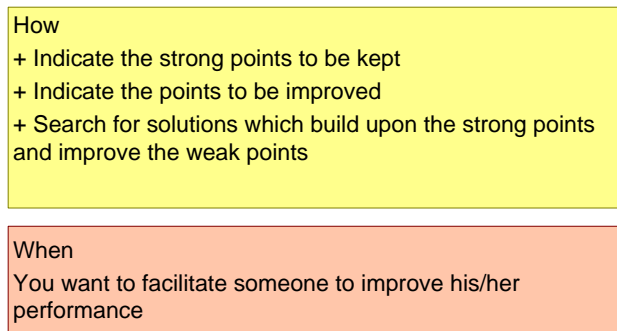 How
+ Indicate the strong points to be kept
+ Indicate the points to be improved
+ Search for solutions which build upon the strong points
and improve the weak points
When
You want to facilitate someone to improve his/her
performance